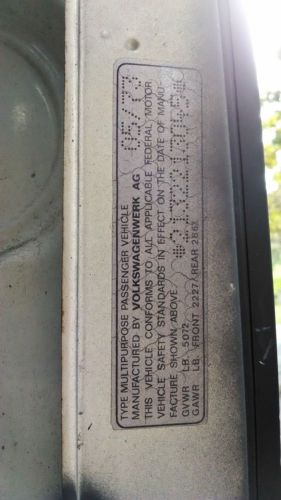 TYPE MULTIPURPOSE PASSENGER VEHICLE
MANUFACTURED BY VOLKSWAGENWERK AG 05/73
THIS VEHICLE CONFORMS TO ALL APPLICABLE FEDERAL MOTOR
VEHICLE SAFETY STANDARDS IN EFFECT ON THE DATE OF MANU-
FACTURE SHOWN ABOVE
GVWR LB 5072
GAWR LB FRONT 2227/REAR 2867